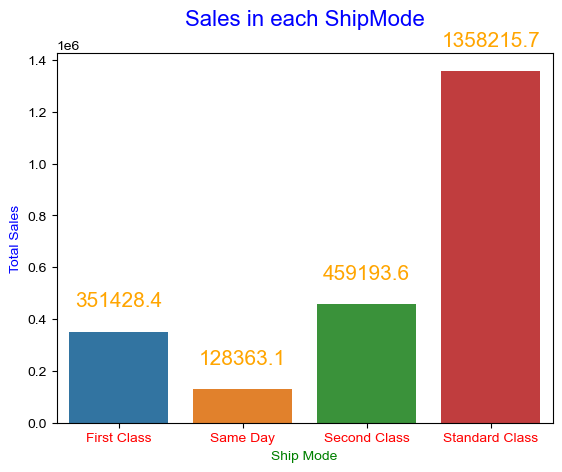 Sales in each ShipMode
1e6
1358215.7
1.4
1.2
1.0
0.8
0.6
0.4
0.2
0.0
Total Sales
351428.4
128363.1
459193.6
First Class
Same Day
Second Class
Standard Class
Ship Mode